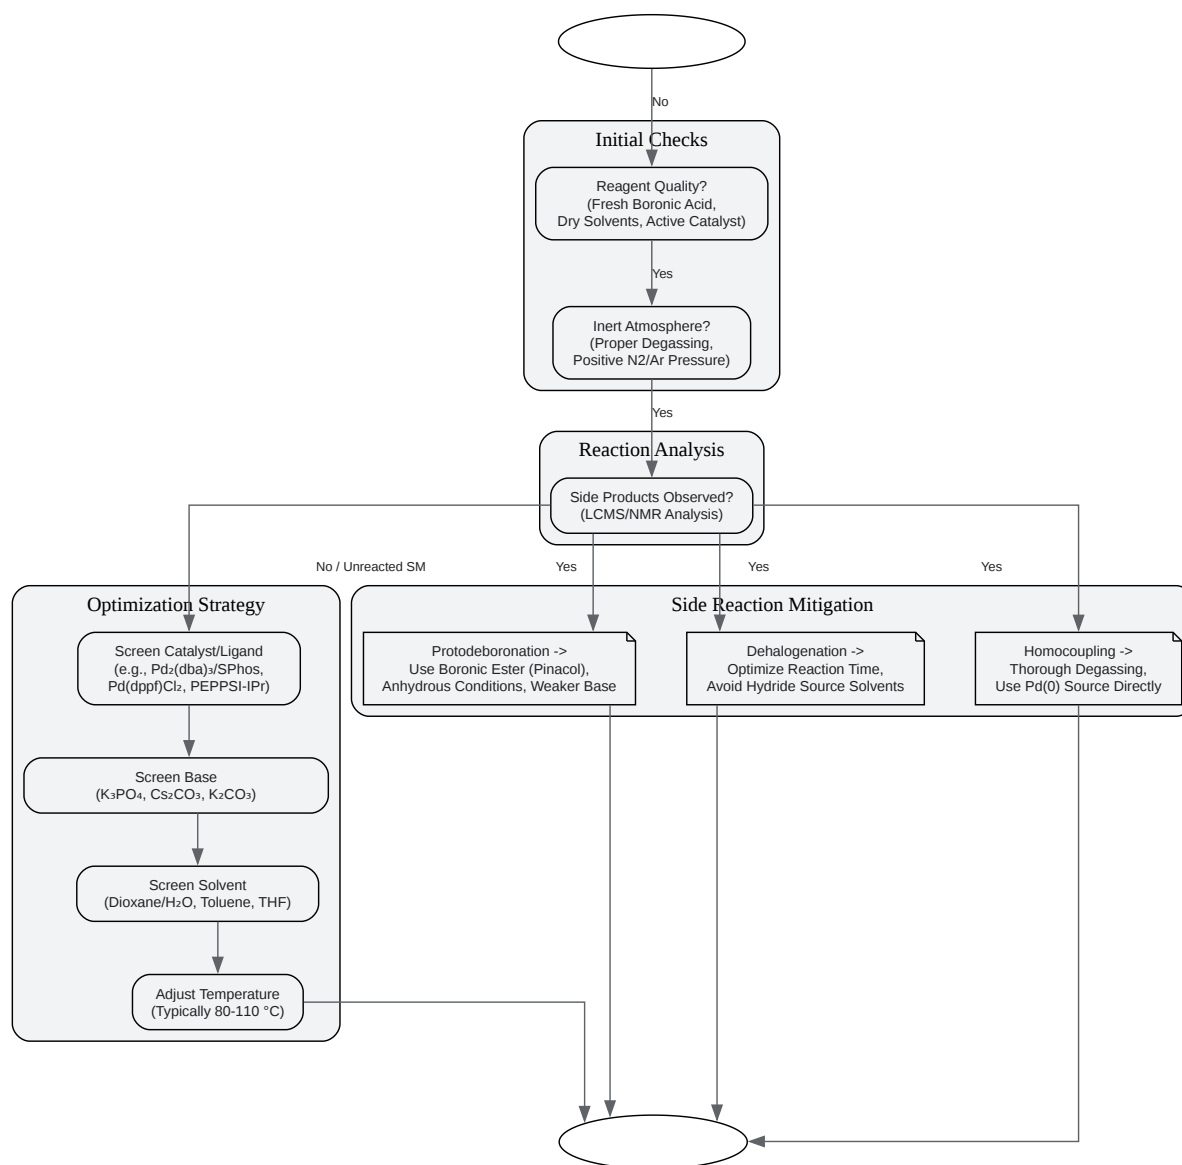 No
Initial Checks
Reagent Quality?
(Fresh Boronic Acid,
Dry Solvents, Active Catalyst)
Yes
Inert Atmosphere?
(Proper Degassing,
Positive N2/Ar Pressure)
Yes
Reaction Analysis
Side Products Observed?
(LCMS/NMR Analysis)
No / Unreacted SM
Yes
Yes
Yes
Optimization Strategy
Screen Catalyst/Ligand
(e.g., Pd₂(dba)₃/SPhos,
Pd(dppf)Cl₂, PEPPSI-IPr)
Screen Base
(K₃PO₄, Cs₂CO₃, K₂CO₃)
Screen Solvent
(Dioxane/H₂O, Toluene, THF)
Adjust Temperature
(Typically 80-110 °C)
Side Reaction Mitigation
Protodeboronation ->
Use Boronic Ester (Pinacol),
Anhydrous Conditions, Weaker Base
Dehalogenation ->
Optimize Reaction Time,
Avoid Hydride Source Solvents
Homocoupling ->
Thorough Degassing,
Use Pd(0) Source Directly